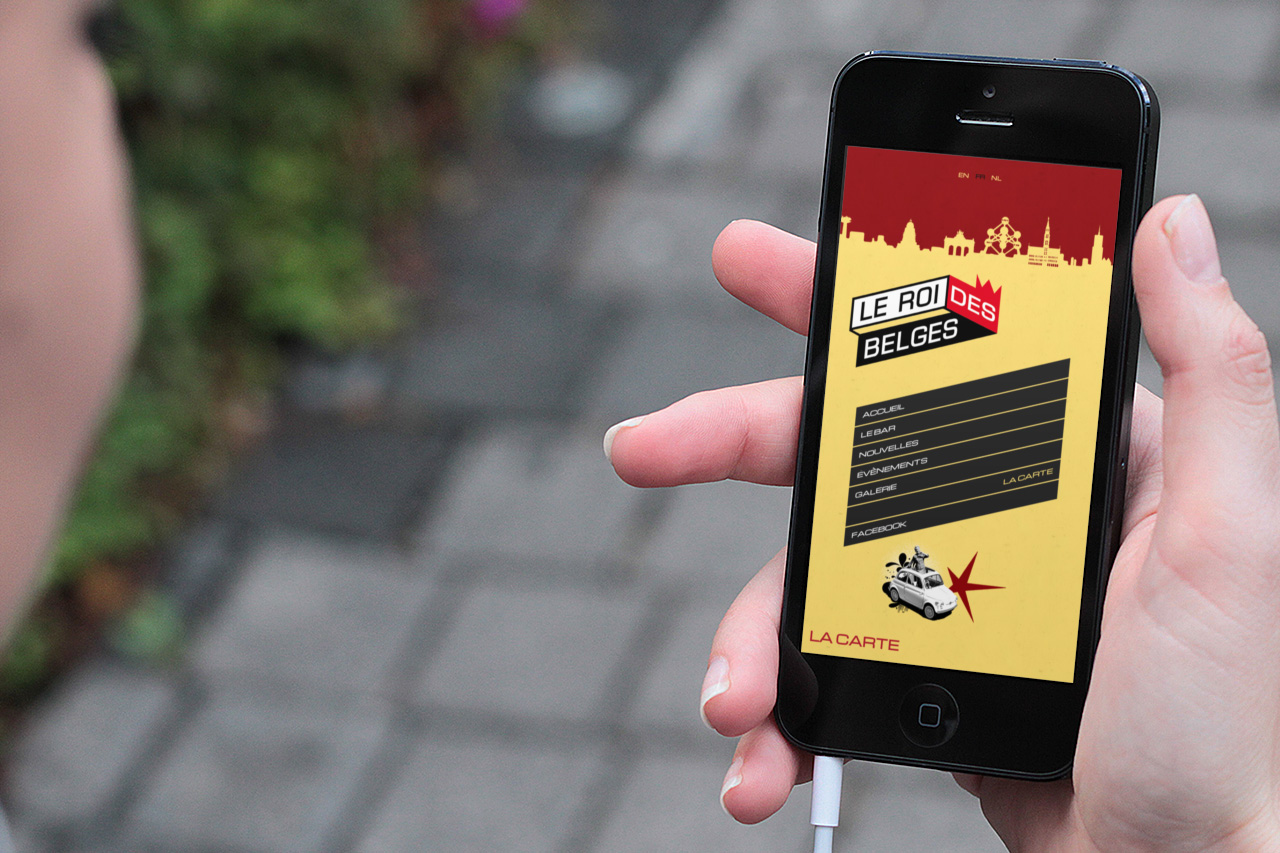 EN FR NL
LE ROI DES
BELGES
ACCUEIL
LE BAR
NOUVELLES
ÉVÈNEMENTS
GALERIE
LA CARTE
FACEBOOK
LA CARTE